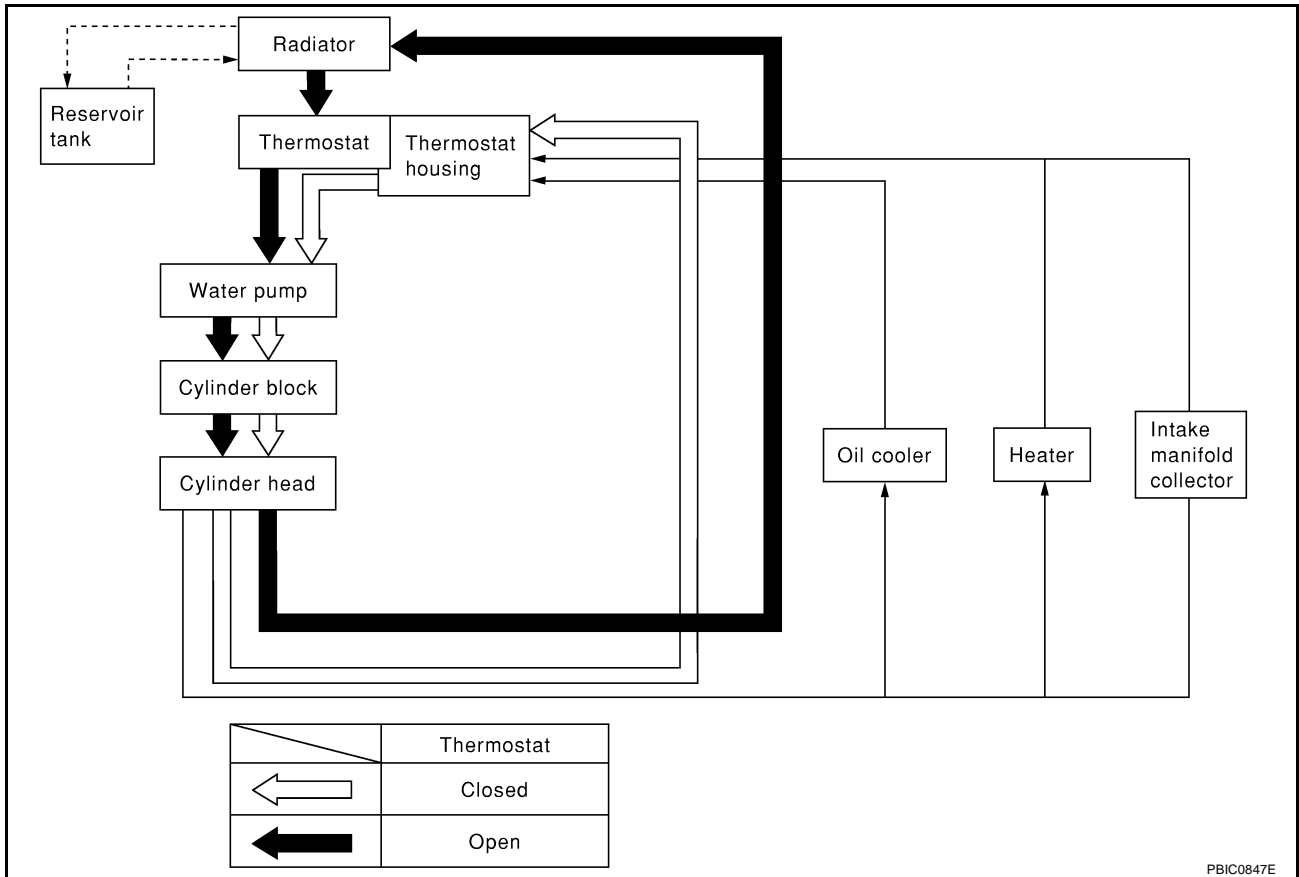 Radiator
Reservoir
tank
Thermostat
Thermostat
housing
Water pump
Cylinder block
Cylinder head
Oil cooler
Heater
Intake
manifold
collector
Thermostat
Closed
Open
PBIC0847E